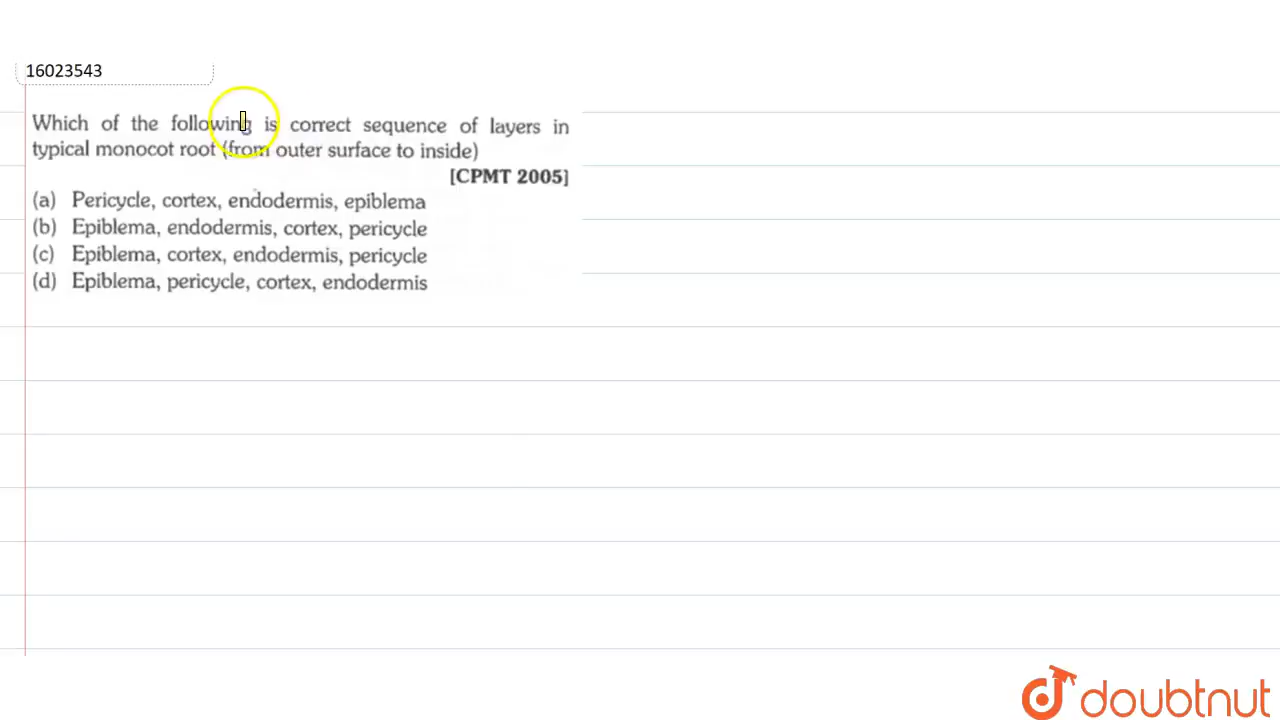 16023543
Which of the following is correct sequence of layers in
typical monocot root (from outer surface to inside)
[CPMT 2005]
(a) Pericycle, cortex, endodermis, epiblema
(b) Epiblema, endodermis, cortex, pericycle
(c) Epiblema, cortex, endodermis, pericycle
(d) Epiblema, pericycle, cortex, endodermis
doubtnut